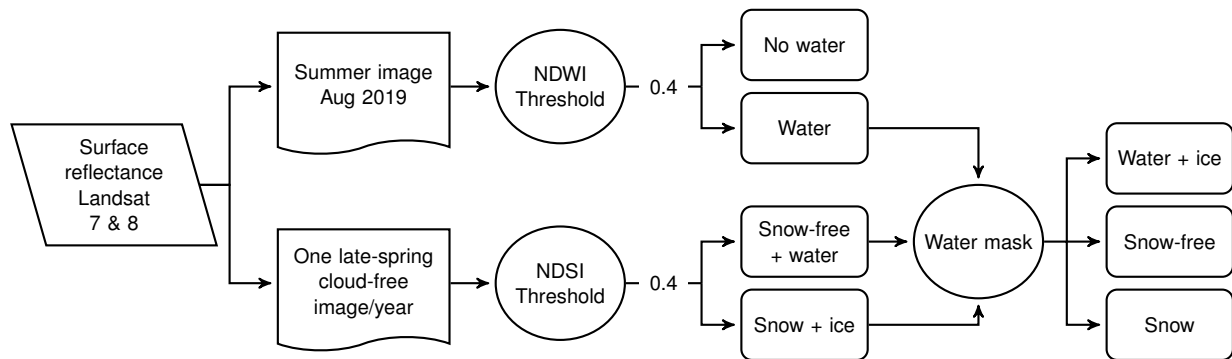 Surface
reflectance
Landsat
7 & 8
Summer image
Aug 2019
NDWI
Threshold
0.4
No water
Water
One late-spring
cloud-free
image/year
NDSI
Threshold
0.4
Snow-free
+ water
Snow + ice
Water mask
Water + ice
Snow-free
Snow